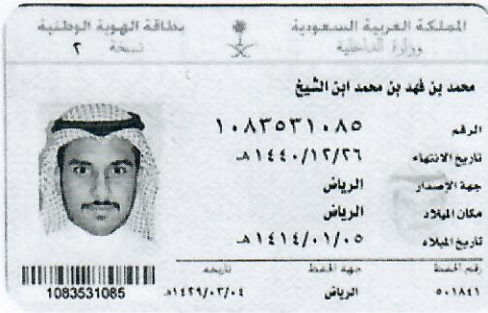 المملكة العربية السعودية
وزارة الداخلية
بطاقة الهوية الوطنية
نسخة ٢
محمد بن فهد بن محمد ابن الشيخ
الرقم ١٠٨٣٥٣١٠٨٥
تاريخ الانتهاء ١٤٤٠/١٢/٢٦هـ
جهة الإصدار الرياض
مكان الميلاد الرياض
تاريخ الميلاد ١٤١٤/٠١/٠٥هـ
رقم الحفظ جهة الحفظ تاريخه
٠٠١٨٤١ الرياض ١٤٢٩/٠٣/٠٤هـ
1083531085